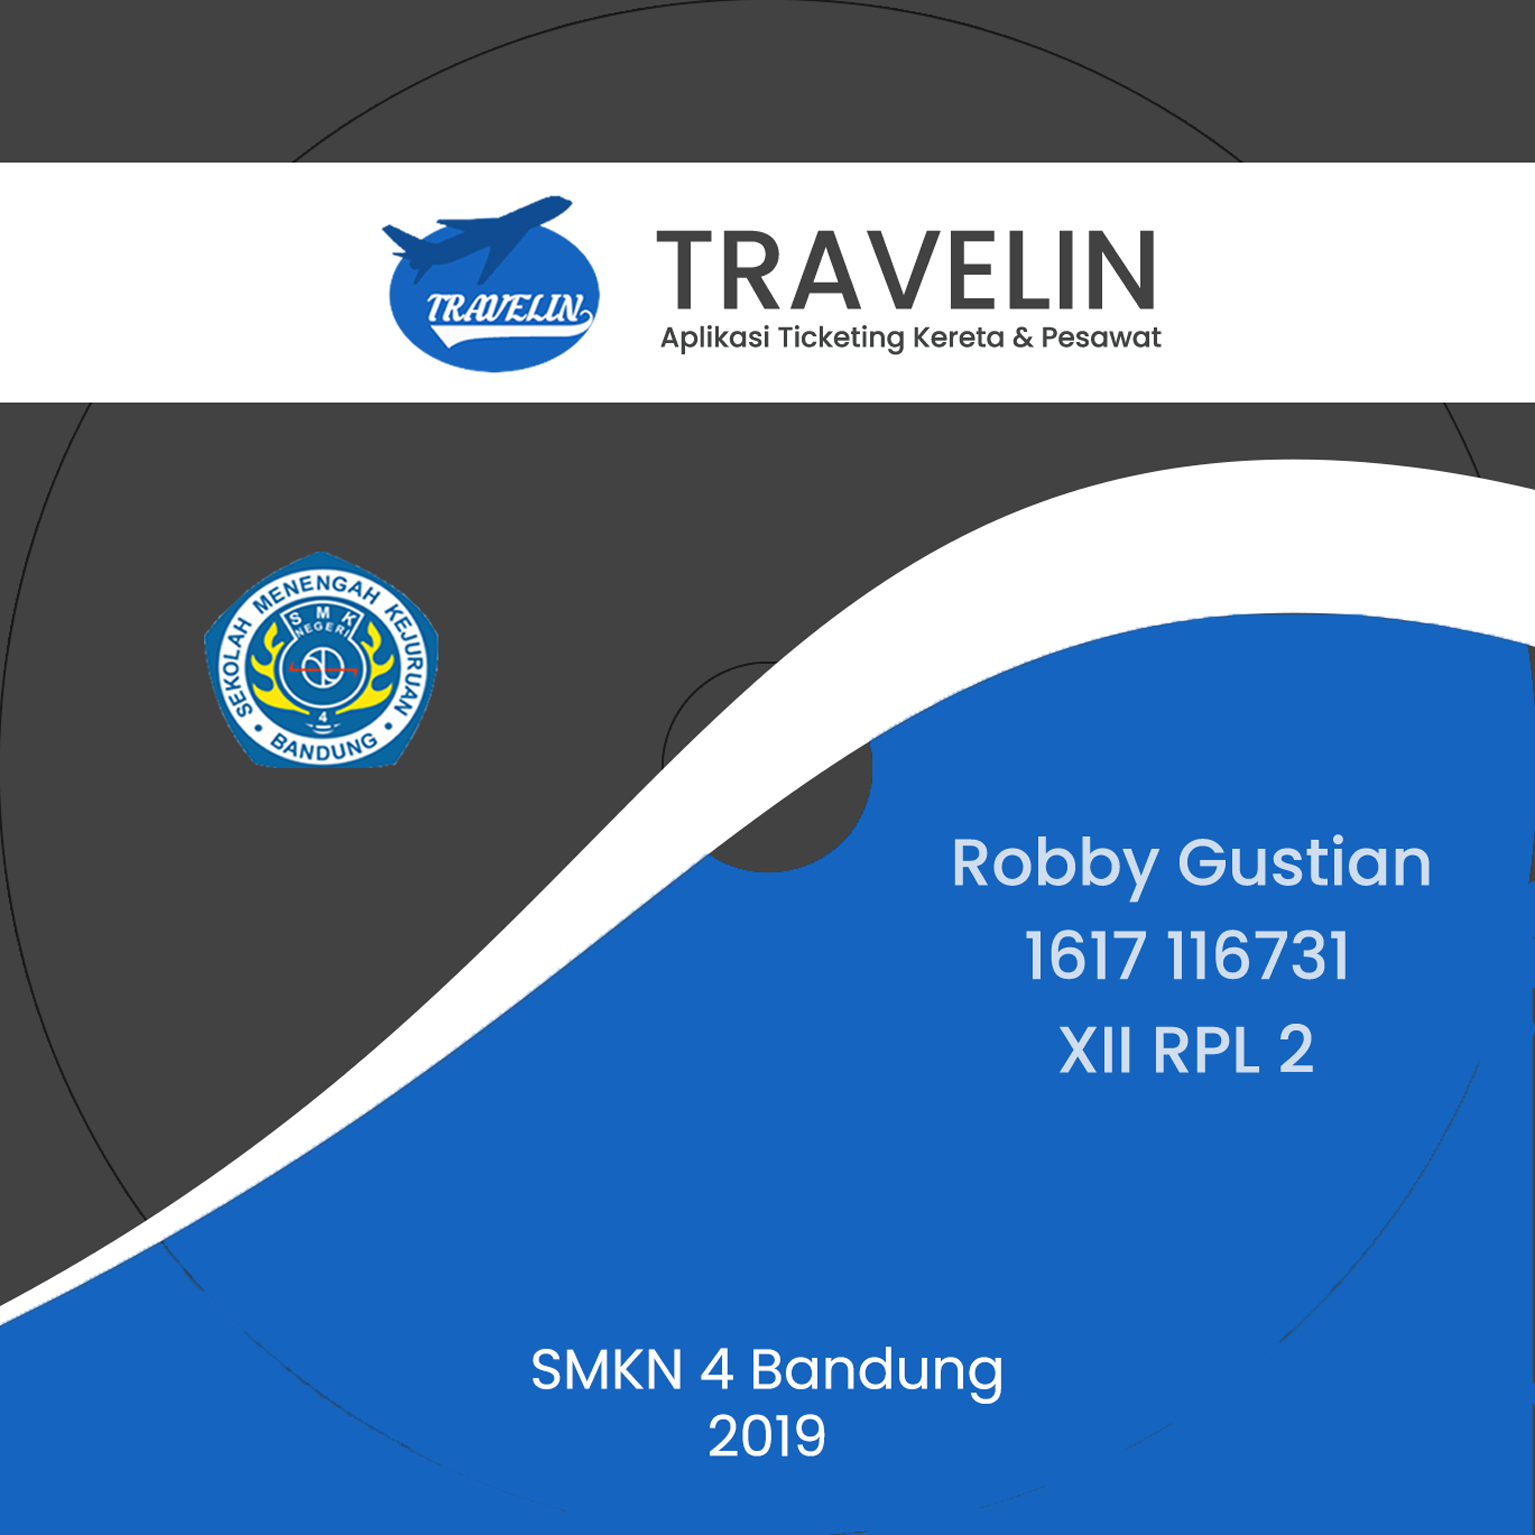 TRAVELIN
TRAVELIN
Aplikasi Ticketing Kereta & Pesawat
SEKOLAH MENENGAH KEJURUAN
SMK
NEGERI
4
BANDUNG
Robby Gustian
1617 116731
XII RPL 2
SMKN 4 Bandung
2019